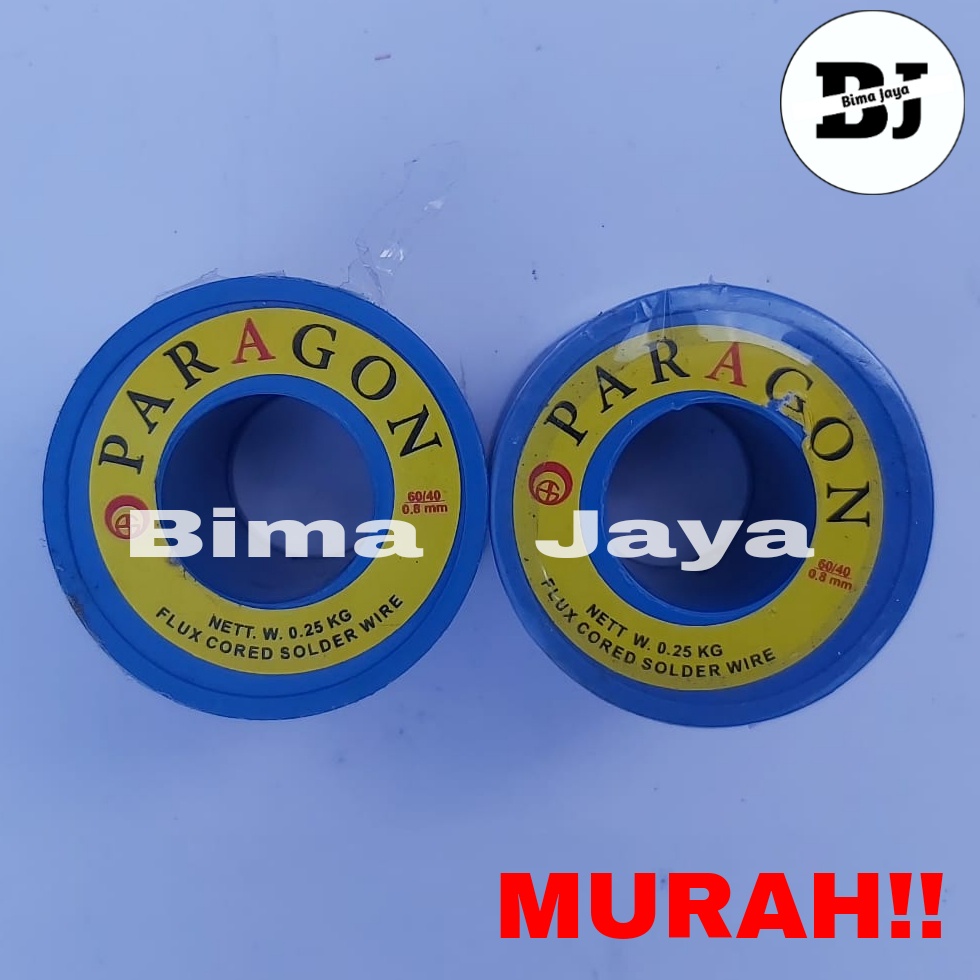 BJ
Bima Jaya
PARAGON
60/40
0,8 mm
NETT. W. 0.25 KG
FLUX CORED SOLDER WIRE
PARAGON
60/40
0.8 mm
NETT. W. 0.25 KG
FLUX CORED SOLDER WIRE
Bima Jaya
MURAH!!